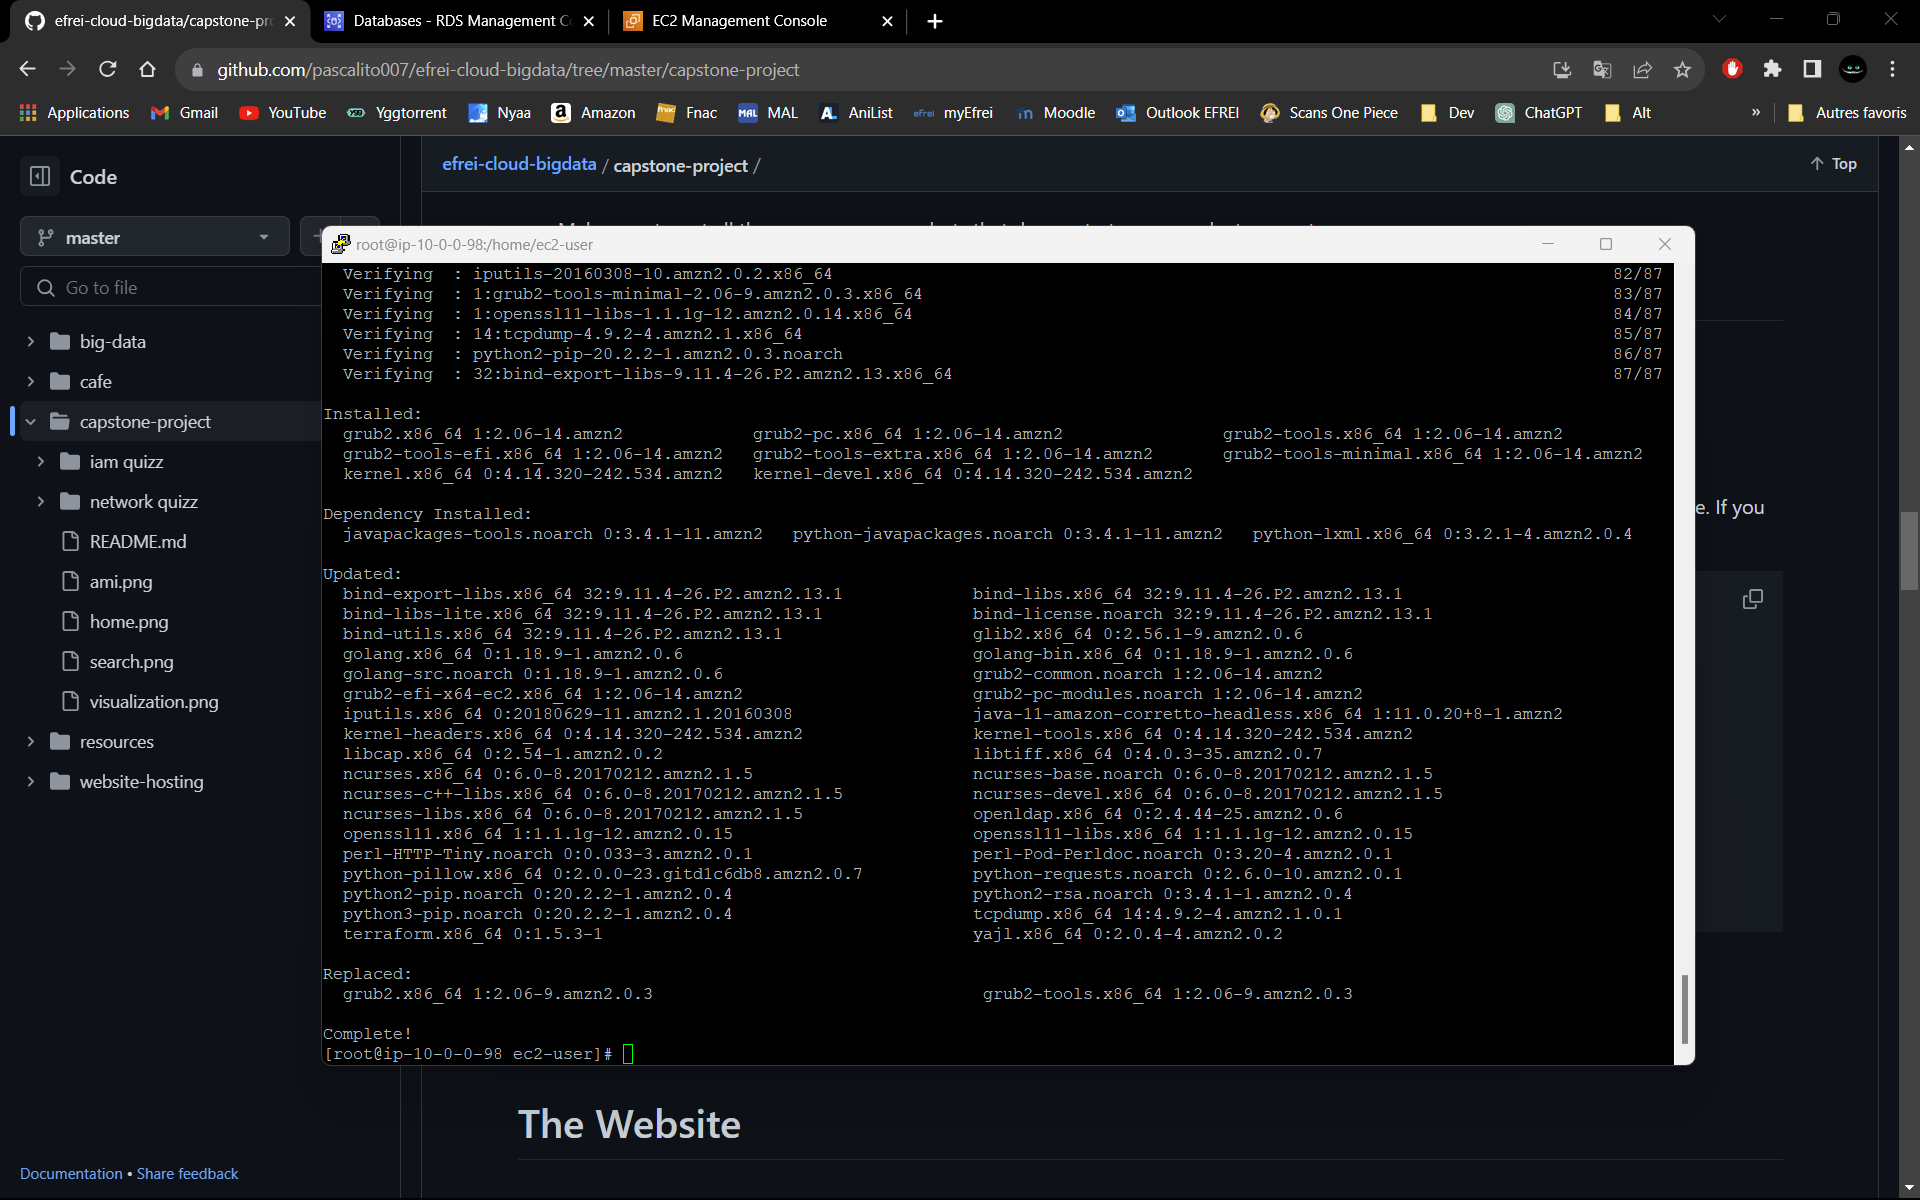 efrei-cloud-bigdata/capstone-pro
Databases - RDS Management C
EC2 Management Console
github.com/pascalito007/efrei-cloud-bigdata/tree/master/capstone-project
Applications
Gmail
YouTube
Yggtorrent
Nyaa
Amazon
Fnac
MAL
AniList
myEfrei
Moodle
Outlook EFREI
Scans One Piece
Dev
ChatGPT
Alt
»
Autres favoris
Code
efrei-cloud-bigdata / capstone-project /
Top
master
Go to file
big-data
cafe
capstone-project
iam quizz
network quizz
README.md
ami.png
home.png
search.png
visualization.png
resources
website-hosting
Documentation • Share feedback
root@ip-10-0-0-98:/home/ec2-user
Verifying : iputils-20160308-10.amzn2.0.2.x86_64 82/87
Verifying : 1:grub2-tools-minimal-2.06-9.amzn2.0.3.x86_64 83/87
Verifying : 1:openssl11-libs-1.1.1g-12.amzn2.0.14.x86_64 84/87
Verifying : 14:tcpdump-4.9.2-4.amzn2.1.x86_64 85/87
Verifying : python2-pip-20.2.2-1.amzn2.0.3.noarch 86/87
Verifying : 32:bind-export-libs-9.11.4-26.P2.amzn2.13.x86_64 87/87
Installed:
grub2.x86_64 1:2.06-14.amzn2 grub2-pc.x86_64 1:2.06-14.amzn2 grub2-tools.x86_64 1:2.06-14.amzn2
grub2-tools-efi.x86_64 1:2.06-14.amzn2 grub2-tools-extra.x86_64 1:2.06-14.amzn2 grub2-tools-minimal.x86_64 1:2.06-14.amzn2
kernel.x86_64 0:4.14.320-242.534.amzn2 kernel-devel.x86_64 0:4.14.320-242.534.amzn2
Dependency Installed:
javapackages-tools.noarch 0:3.4.1-11.amzn2 python-javapackages.noarch 0:3.4.1-11.amzn2 python-lxml.x86_64 0:3.2.1-4.amzn2.0.4
Updated:
bind-export-libs.x86_64 32:9.11.4-26.P2.amzn2.13.1 bind-libs.x86_64 32:9.11.4-26.P2.amzn2.13.1
bind-libs-lite.x86_64 32:9.11.4-26.P2.amzn2.13.1 bind-license.noarch 32:9.11.4-26.P2.amzn2.13.1
bind-utils.x86_64 32:9.11.4-26.P2.amzn2.13.1 glib2.x86_64 0:2.56.1-9.amzn2.0.6
golang.x86_64 0:1.18.9-1.amzn2.0.6 golang-bin.x86_64 0:1.18.9-1.amzn2.0.6
golang-src.noarch 0:1.18.9-1.amzn2.0.6 grub2-common.noarch 1:2.06-14.amzn2
grub2-efi-x64-ec2.x86_64 1:2.06-14.amzn2 grub2-pc-modules.noarch 1:2.06-14.amzn2
iputils.x86_64 0:20180629-11.amzn2.1.20160308 java-11-amazon-corretto-headless.x86_64 1:11.0.20+8-1.amzn2
kernel-headers.x86_64 0:4.14.320-242.534.amzn2 kernel-tools.x86_64 0:4.14.320-242.534.amzn2
libcap.x86_64 0:2.54-1.amzn2.0.2 libtiff.x86_64 0:4.0.3-35.amzn2.0.7
ncurses.x86_64 0:6.0-8.20170212.amzn2.1.5 ncurses-base.noarch 0:6.0-8.20170212.amzn2.1.5
ncurses-c++-libs.x86_64 0:6.0-8.20170212.amzn2.1.5 ncurses-devel.x86_64 0:6.0-8.20170212.amzn2.1.5
ncurses-libs.x86_64 0:6.0-8.20170212.amzn2.1.5 openldap.x86_64 0:2.4.44-25.amzn2.0.6
openssl11.x86_64 1:1.1.1g-12.amzn2.0.15 openssl11-libs.x86_64 1:1.1.1g-12.amzn2.0.15
perl-HTTP-Tiny.noarch 0:0.033-3.amzn2.0.1 perl-Pod-Perldoc.noarch 0:3.20-4.amzn2.0.1
python-pillow.x86_64 0:2.0.0-23.gitd1c6db8.amzn2.0.7 python-requests.noarch 0:2.6.0-10.amzn2.0.1
python2-pip.noarch 0:20.2.2-1.amzn2.0.4 python2-rsa.noarch 0:3.4.1-1.amzn2.0.4
python3-pip.noarch 0:20.2.2-1.amzn2.0.4 tcpdump.x86_64 14:4.9.2-4.amzn2.1.0.1
terraform.x86_64 0:1.5.3-1 yajl.x86_64 0:2.0.4-4.amzn2.0.2
Replaced:
grub2.x86_64 1:2.06-9.amzn2.0.3 grub2-tools.x86_64 1:2.06-9.amzn2.0.3
Complete!
[root@ip-10-0-0-98 ec2-user]#
e. If you
The Website